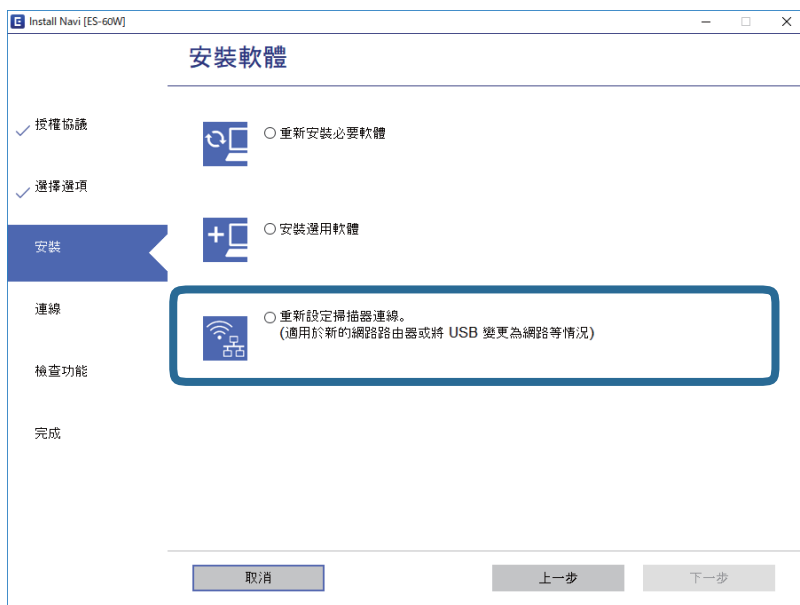 E Install Navi [ES-60W]
安裝軟體
授權協議
選擇選項
安裝
連線
檢查功能
完成
重新安裝必要軟體
安裝選用軟體
重新設定掃描器連線。
(適用於新的網路路由器或將 USB 變更為網路等情況)
取消
上一步
下一步